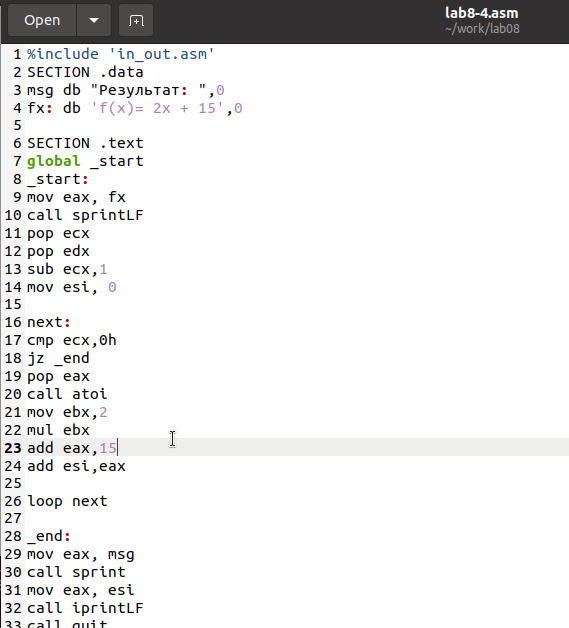 Open
lab8-4.asm
~/work/lab08
1 %include 'in_out.asm'
2 SECTION .data
3 msg db "Результат: ",0
4 fx: db 'f(x)= 2x + 15',0
5
6 SECTION .text
7 global _start
8 _start:
9 mov eax, fx
10 call sprintLF
11 pop ecx
12 pop edx
13 sub ecx,1
14 mov esi, 0
15
16 next:
17 cmp ecx,0h
18 jz _end
19 pop eax
20 call atoi
21 mov ebx,2
22 mul ebx
23 add eax,15
24 add esi,eax
25
26 loop next
27
28 _end:
29 mov eax, msg
30 call sprint
31 mov eax, esi
32 call iprintLF
33 call quit